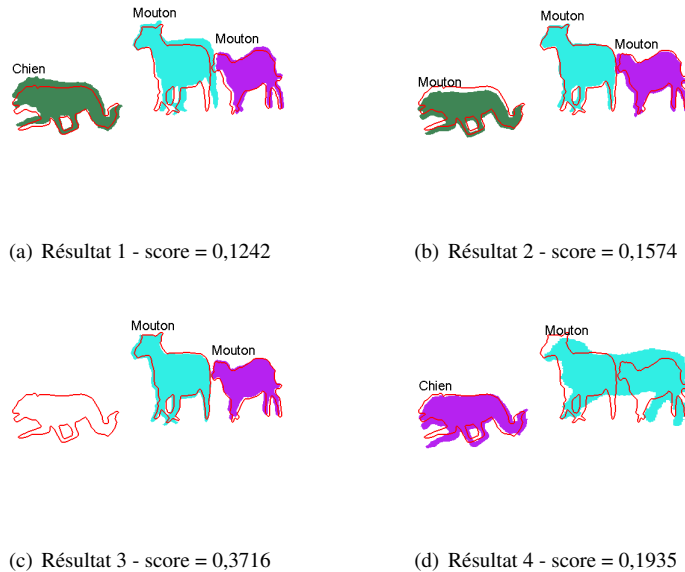 Mouton
Mouton
Chien
(a) Résultat 1 - score = 0,1242
Mouton
Mouton
Mouton
(b) Résultat 2 - score = 0,1574
Mouton
Mouton
(c) Résultat 3 - score = 0,3716
Mouton
Chien
(d) Résultat 4 - score = 0,1935